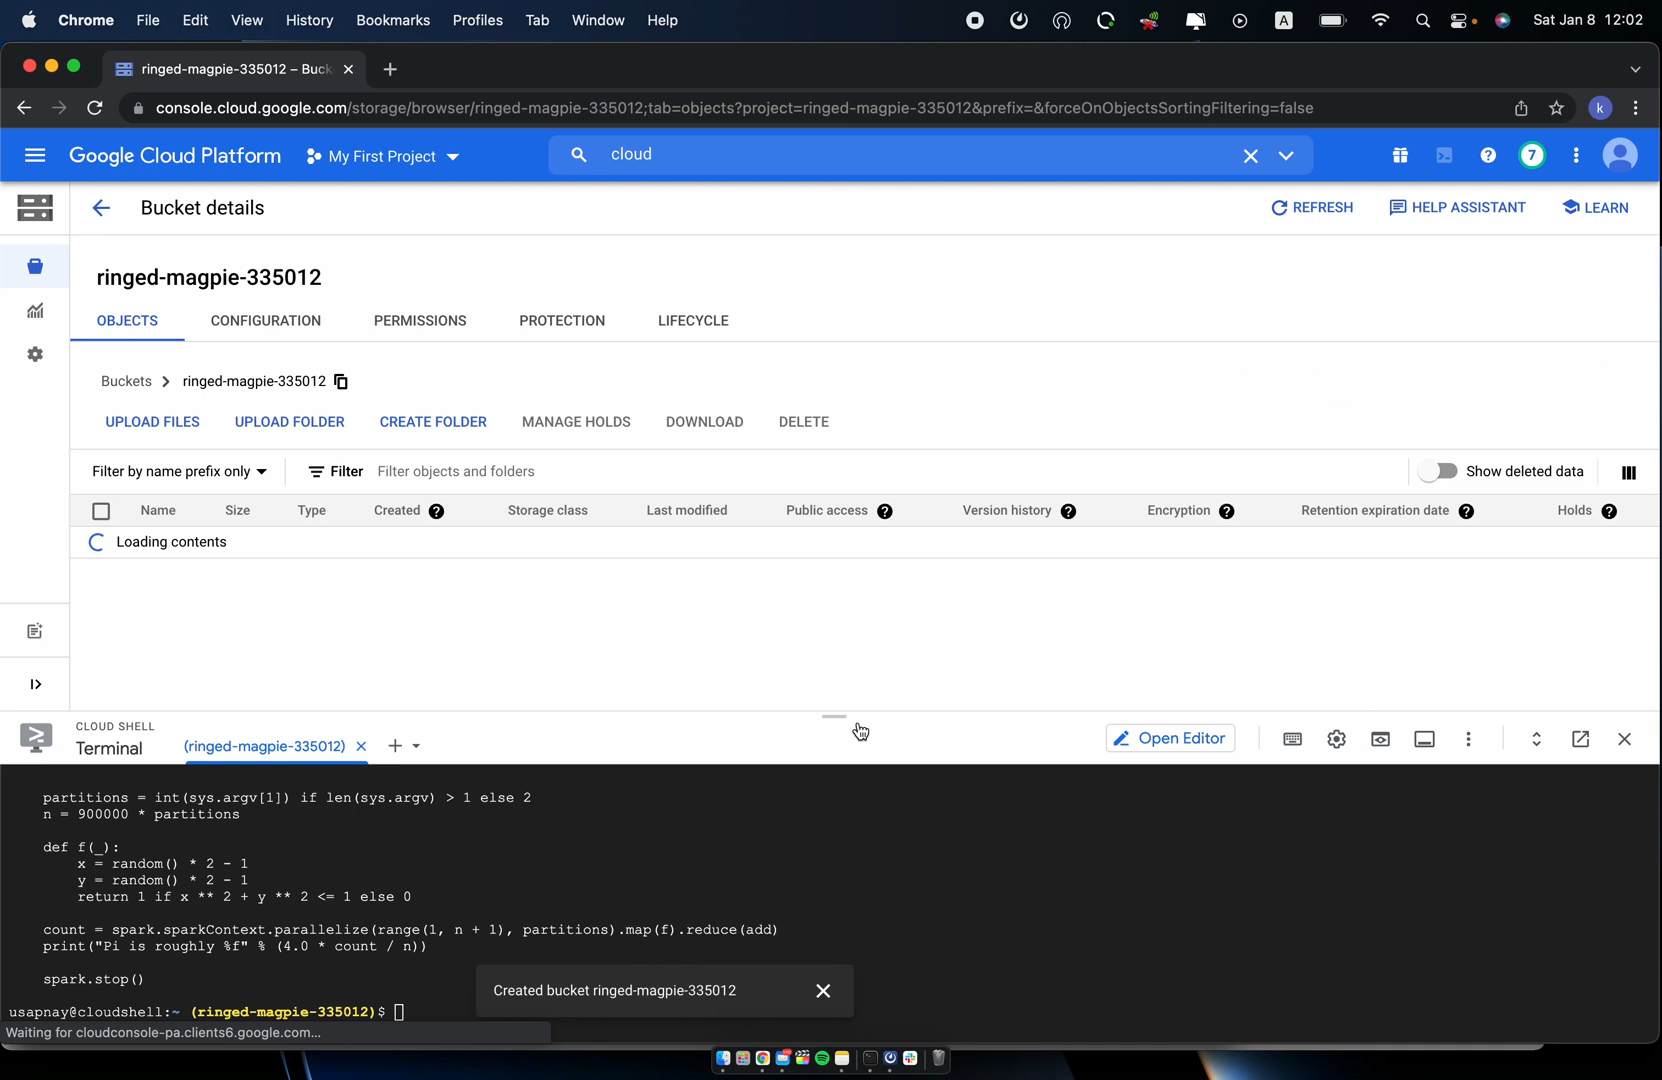 Chrome File Edit View History Bookmarks Profiles Tab Window Help A Sat Jan 8 12:02
ringed-magpie-335012 – Buck
console.cloud.google.com/storage/browser/ringed-magpie-335012;tab=objects?project=ringed-magpie-335012&prefix=&forceOnObjectsSortingFiltering=false k
Google Cloud Platform My First Project cloud 7
Bucket details REFRESH HELP ASSISTANT LEARN
ringed-magpie-335012
OBJECTS CONFIGURATION PERMISSIONS PROTECTION LIFECYCLE
Buckets > ringed-magpie-335012
UPLOAD FILES UPLOAD FOLDER CREATE FOLDER MANAGE HOLDS DOWNLOAD DELETE
Filter by name prefix only Filter Filter objects and folders Show deleted data
Name Size Type Created Storage class Last modified Public access Version history Encryption Retention expiration date Holds
Loading contents
CLOUD SHELL
Terminal (ringed-magpie-335012) Open Editor
partitions = int(sys.argv[1]) if len(sys.argv) > 1 else 2
n = 900000 * partitions
def f(_):
x = random() * 2 - 1
y = random() * 2 - 1
return 1 if x ** 2 + y ** 2 <= 1 else 0
count = spark.sparkContext.parallelize(range(1, n + 1), partitions).map(f).reduce(add)
print("Pi is roughly %f" % (4.0 * count / n))
spark.stop()
Created bucket ringed-magpie-335012
usapnay@cloudshell:~ (ringed-magpie-335012)$
Waiting for cloudconsole-pa.clients6.google.com...